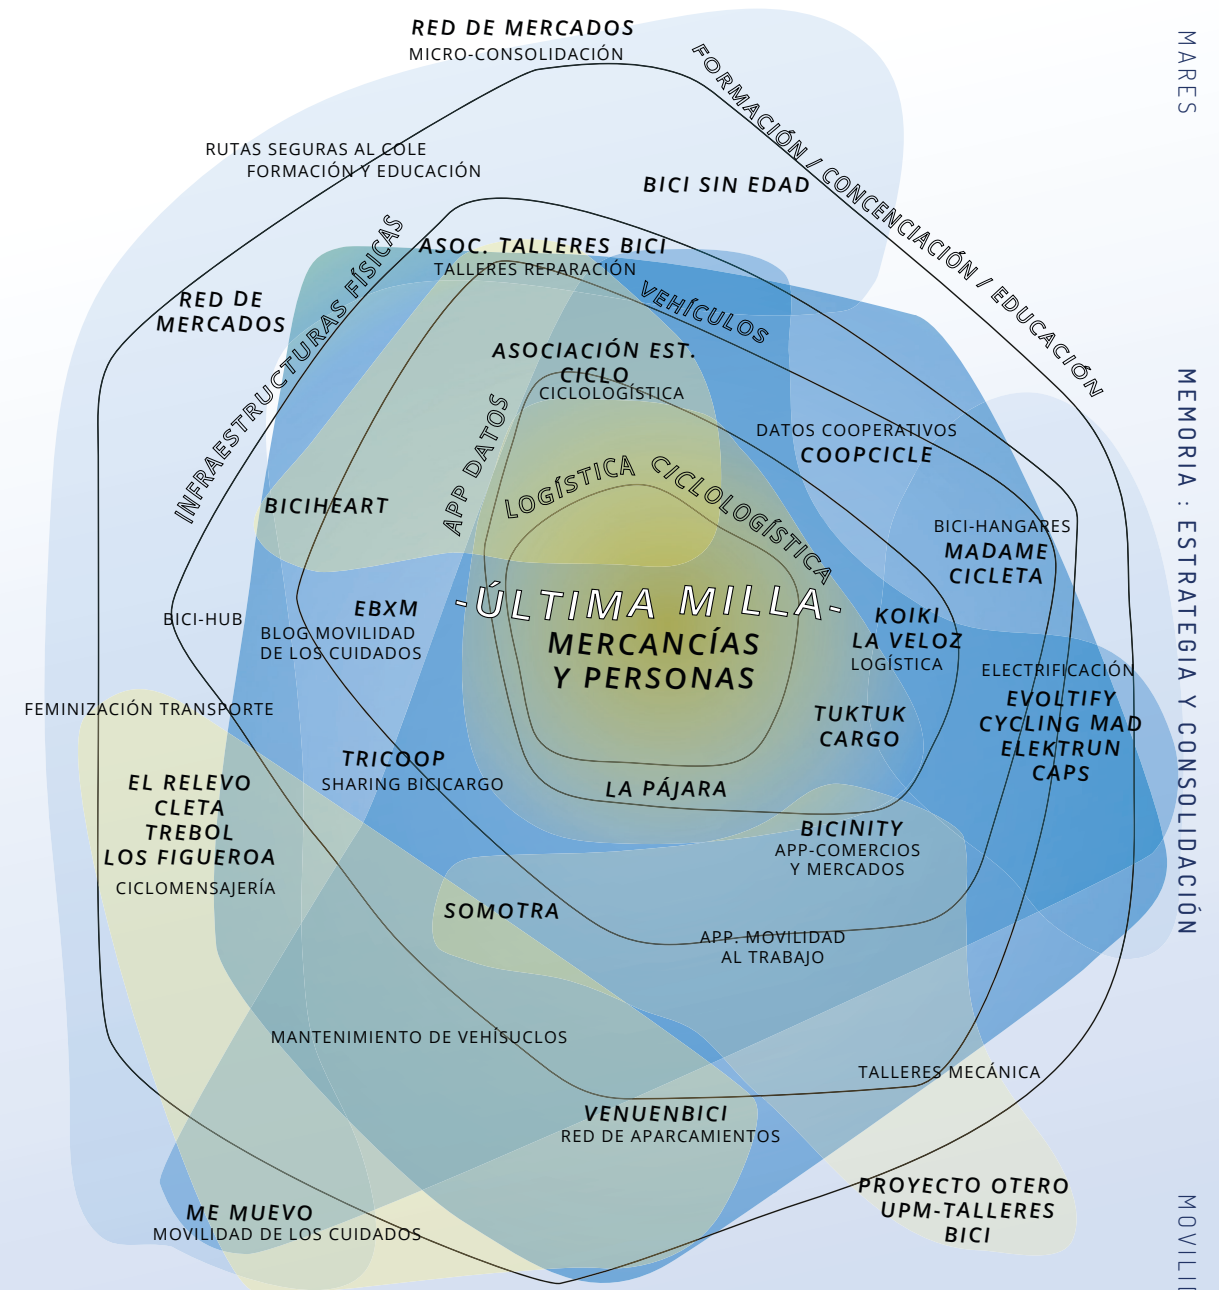 RED DE MERCADOS
MICRO-CONSOLIDACIÓN
FORMACIÓN / CONCENCIACIÓN / EDUCACIÓN
RUTAS SEGURAS AL COLE
FORMACIÓN Y EDUCACIÓN
BICI SIN EDAD
INFRAESTRUCTURAS FÍSICAS
ASOC. TALLERES BICI
TALLERES REPARACIÓN
VEHÍCULOS
RED DE
MERCADOS
ASOCIACIÓN EST.
CICLO
CICLOLOGÍSTICA
APP DATOS
DATOS COOPERATIVOS
COOPCICLE
LOGÍSTICA CICLOLOGÍSTICA
BICIHEART
BICI-HANGARES
MADAME
CICLETA
-ÚLTIMA MILLA-
MERCANCÍAS
Y PERSONAS
EBXM
BLOG MOVILIDAD
DE LOS CUIDADOS
BICI-HUB
KOIKI
LA VELOZ
LOGÍSTICA
ELECTRIFICACIÓN
EVOLTIFY
CYCLING MAD
ELEKTRUN
CAPS
FEMINIZACIÓN TRANSPORTE
TUKTUK
CARGO
TRICOOP
SHARING BICICARGO
LA PÁJARA
EL RELEVO
CLETA
TREBOL
LOS FIGUEROA
CICLOMENSAJERÍA
BICINITY
APP-COMERCIOS
Y MERCADOS
SOMOTRA
APP. MOVILIDAD
AL TRABAJO
MANTENIMIENTO DE VEHÍSUCLOS
TALLERES MECÁNICA
VENUENBICI
RED DE APARCAMIENTOS
PROYECTO OTERO
UPM-TALLERES
BICI
ME MUEVO
MOVILIDAD DE LOS CUIDADOS
MARES
MEMORIA : ESTRATEGIA Y CONSOLIDACIÓN